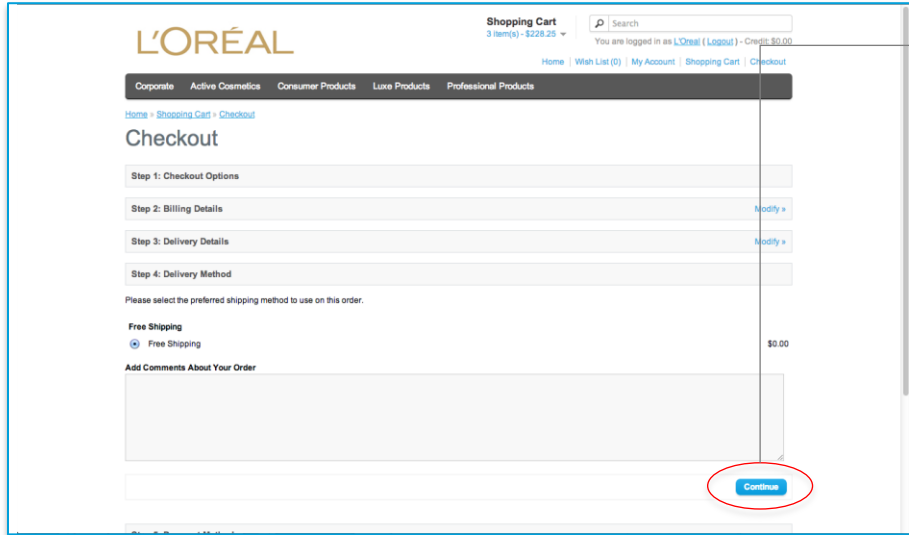 L'ORÉAL
Shopping Cart
3 item(s) - $228.25
Search
You are logged in as L'Oreal ( Logout ) - Credit: $0.00
Home | Wish List (0) | My Account | Shopping Cart | Checkout
Corporate Active Cosmetics Consumer Products Luxe Products Professional Products
Home » Shopping Cart » Checkout
Checkout
Step 1: Checkout Options
Step 2: Billing Details Modify »
Step 3: Delivery Details Modify »
Step 4: Delivery Method
Please select the preferred shipping method to use on this order.
Free Shipping
Free Shipping $0.00
Add Comments About Your Order
Continue